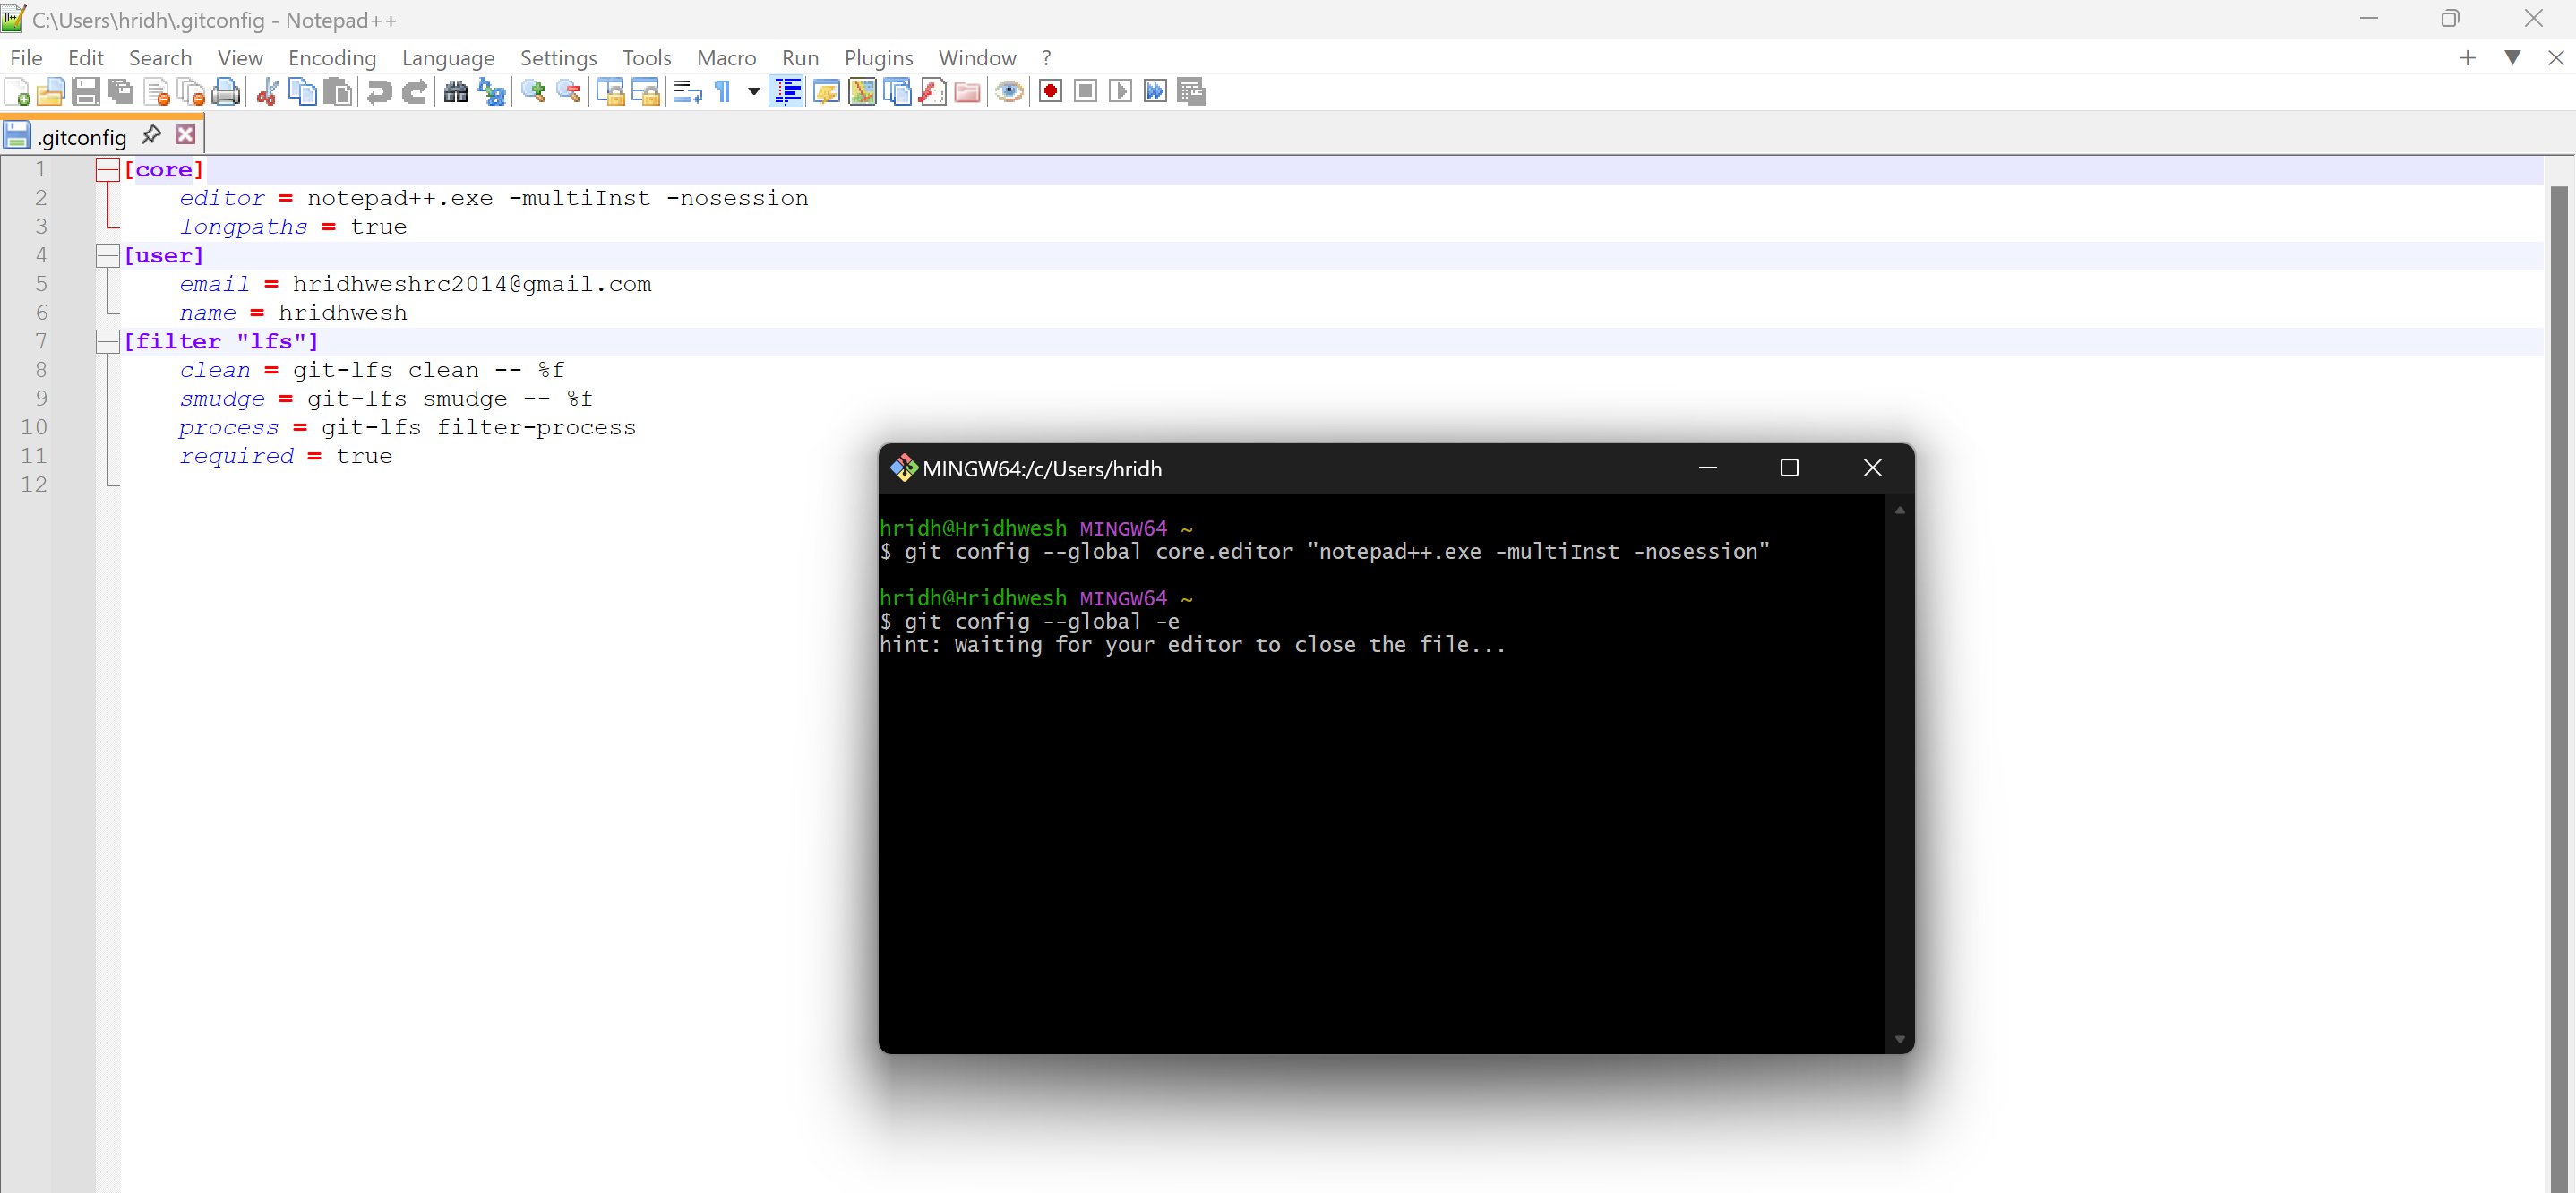 C:\Users\hridh\.gitconfig - Notepad++
File Edit Search View Encoding Language Settings Tools Macro Run Plugins Window ?
.gitconfig
1 [core]
2 editor = notepad++.exe -multiInst -nosession
3 longpaths = true
4 [user]
5 email = hridhweshrc2014@gmail.com
6 name = hridhwesh
7 [filter "lfs"]
8 clean = git-lfs clean -- %f
9 smudge = git-lfs smudge -- %f
10 process = git-lfs filter-process
11 required = true
12
MINGW64:/c/Users/hridh
hridh@Hridhwesh MINGW64 ~
$ git config --global core.editor "notepad++.exe -multiInst -nosession"
hridh@Hridhwesh MINGW64 ~
$ git config --global -e
hint: Waiting for your editor to close the file...